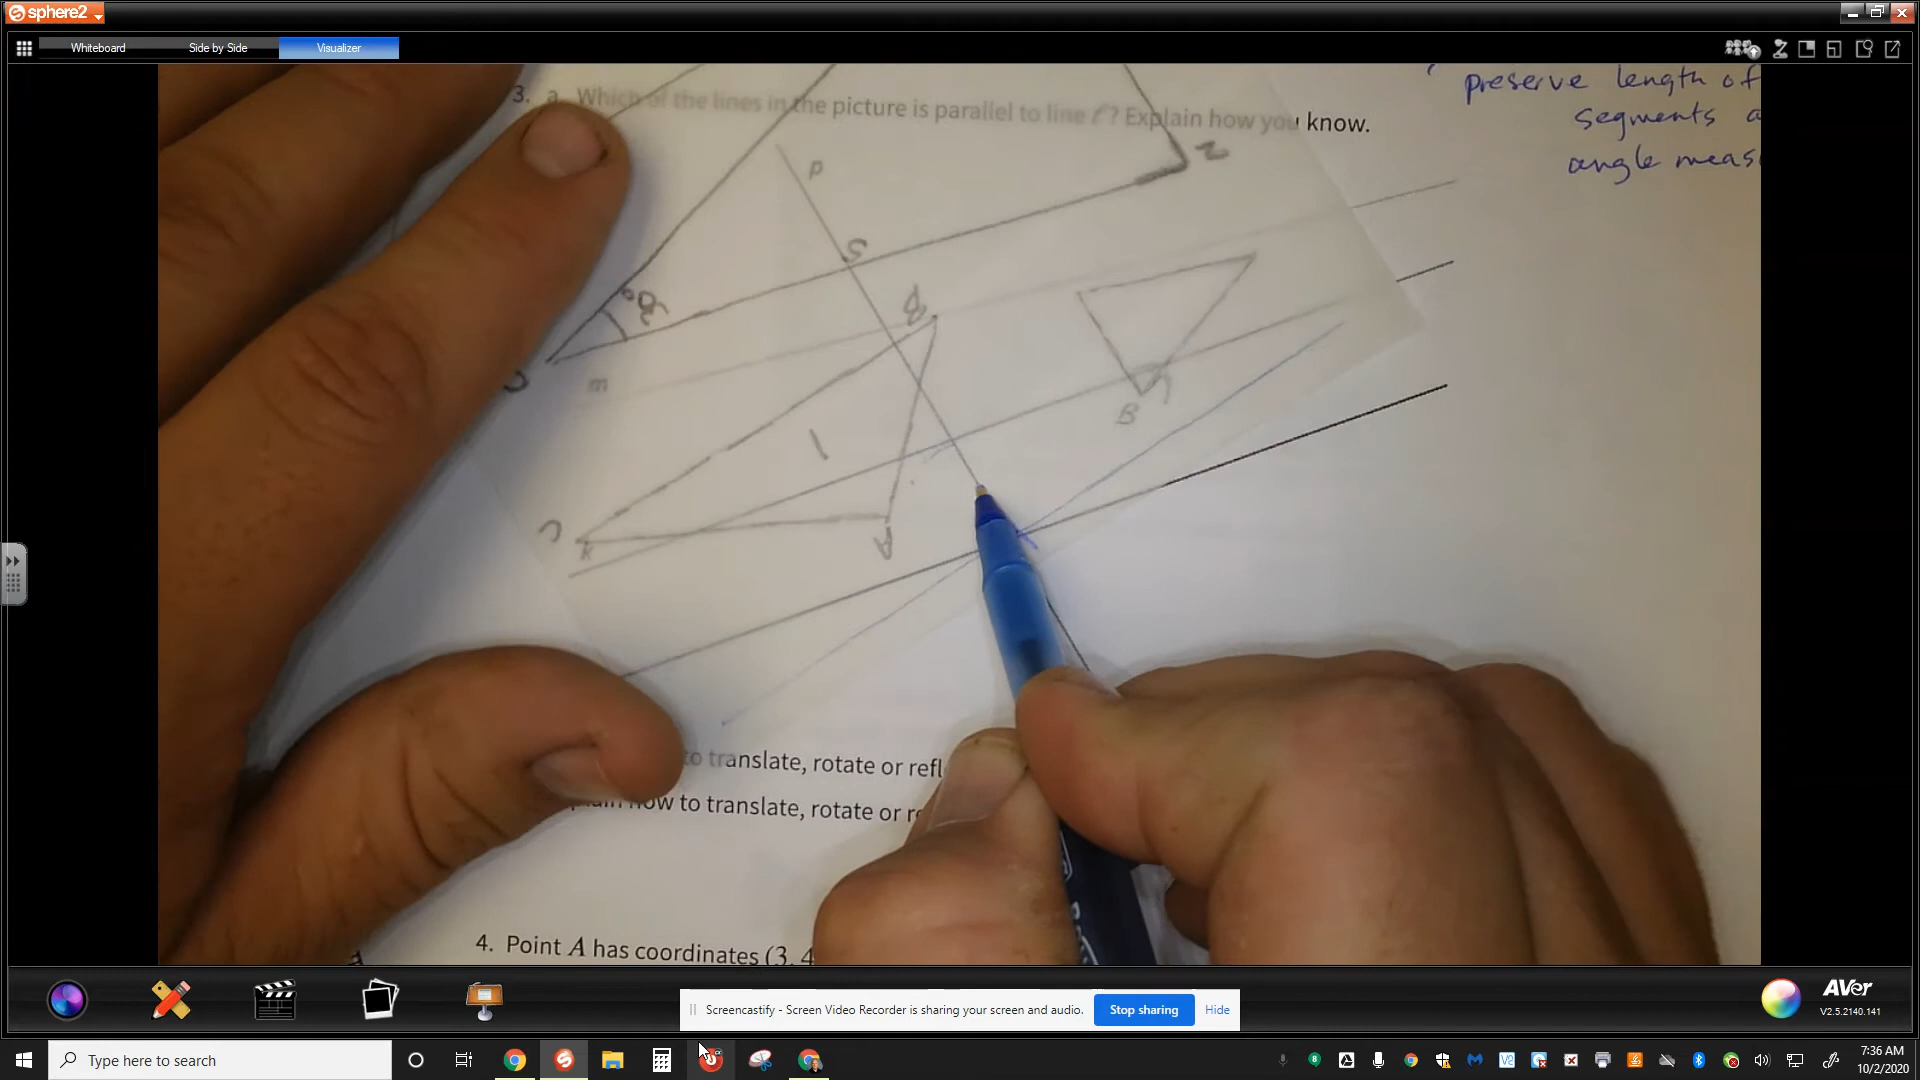 sphere2
Whiteboard Side by Side Visualizer
preserve length of
segments a
angle meas
3. a. Which of the lines in the picture is parallel to line ℓ? Explain how you know.
p
Z
S
B
m
B
C
k
A
to translate, rotate or refl
plain how to translate, rotate or re
4. Point A has coordinates (3, 4
Screencastify - Screen Video Recorder is sharing your screen and audio. Stop sharing Hide
AVer
V2.5.2140.141
Type here to search
7:36 AM
10/2/2020